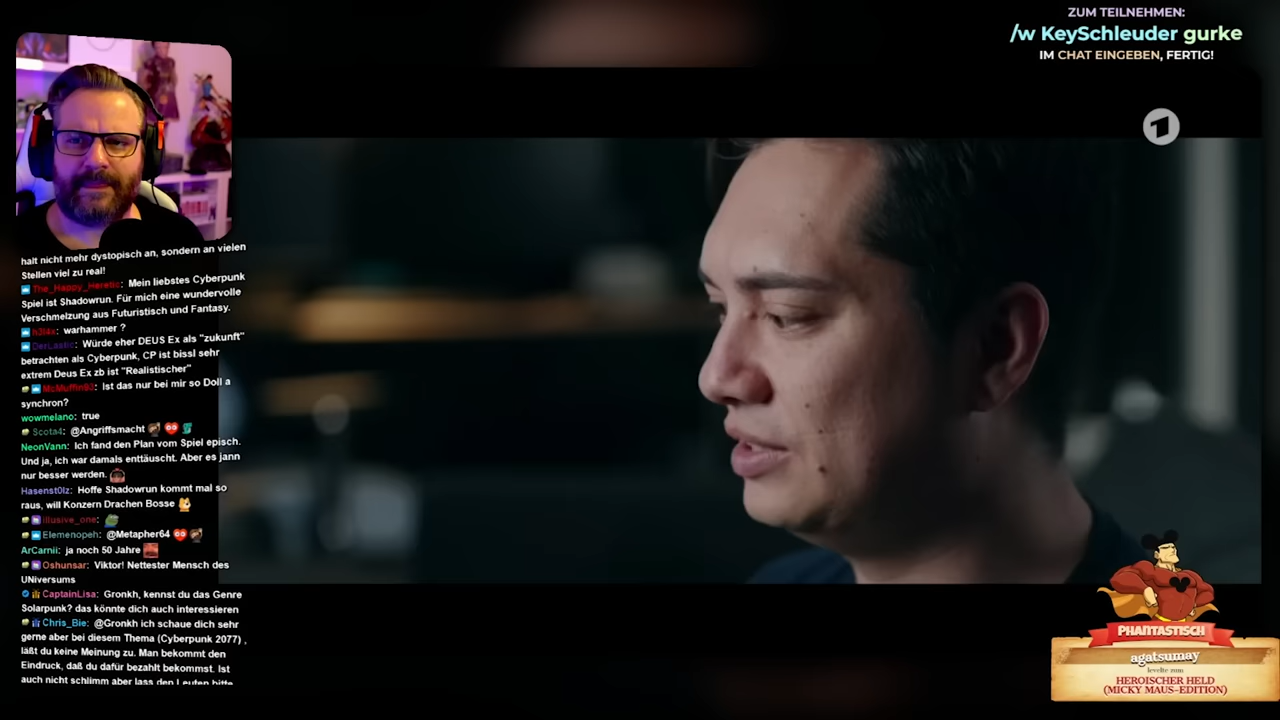 ZUM TEILNEHMEN:
/w KeySchleuder gurke
IM CHAT EINGEBEN, FERTIG!
1
halt nicht mehr dystopisch an, sondern an vielen
Stellen viel zu real!
The_Happy_Heretic: Mein liebstes Cyberpunk
Spiel ist Shadowrun. Für mich eine wundervolle
Verschmelzung aus Futuristisch und Fantasy.
h3l4x: warhammer ?
DerLastic: Würde eher DEUS Ex als "zukunft"
betrachten als Cyberpunk, CP ist bissl sehr
extrem Deus Ex zb ist "Realistischer"
McMuffin93: Ist das nur bei mir so Doll a
synchron?
wowmelano: true
Scota4: @Angriffsmacht
NeonVann: Ich fand den Plan vom Spiel episch.
Und ja, ich war damals enttäuscht. Aber es jann
nur besser werden.
Hasenst0lz: Hoffe Shadowrun kommt mal so
raus, will Konzern Drachen Bosse
illusive_one:
Elemenopeh: @Metapher64
ArCarnii: ja noch 50 Jahre
Oshunsar: Viktor! Nettester Mensch des
UNiversums
CaptainLisa: Gronkh, kennst du das Genre
Solarpunk? das könnte dich auch interessieren
Chris_Bie: @Gronkh ich schaue dich sehr
gerne aber bei diesem Thema (Cyberpunk 2077) ,
läßt du keine Meinung zu. Man bekommt den
Eindruck, daß du dafür bezahlt bekommst. Ist
auch nicht schlimm aber lass den Leuten bitte
PHANTASTISCH
agatsumay
levelte zum
HEROISCHER HELD
(MICKY MAUS-EDITION)